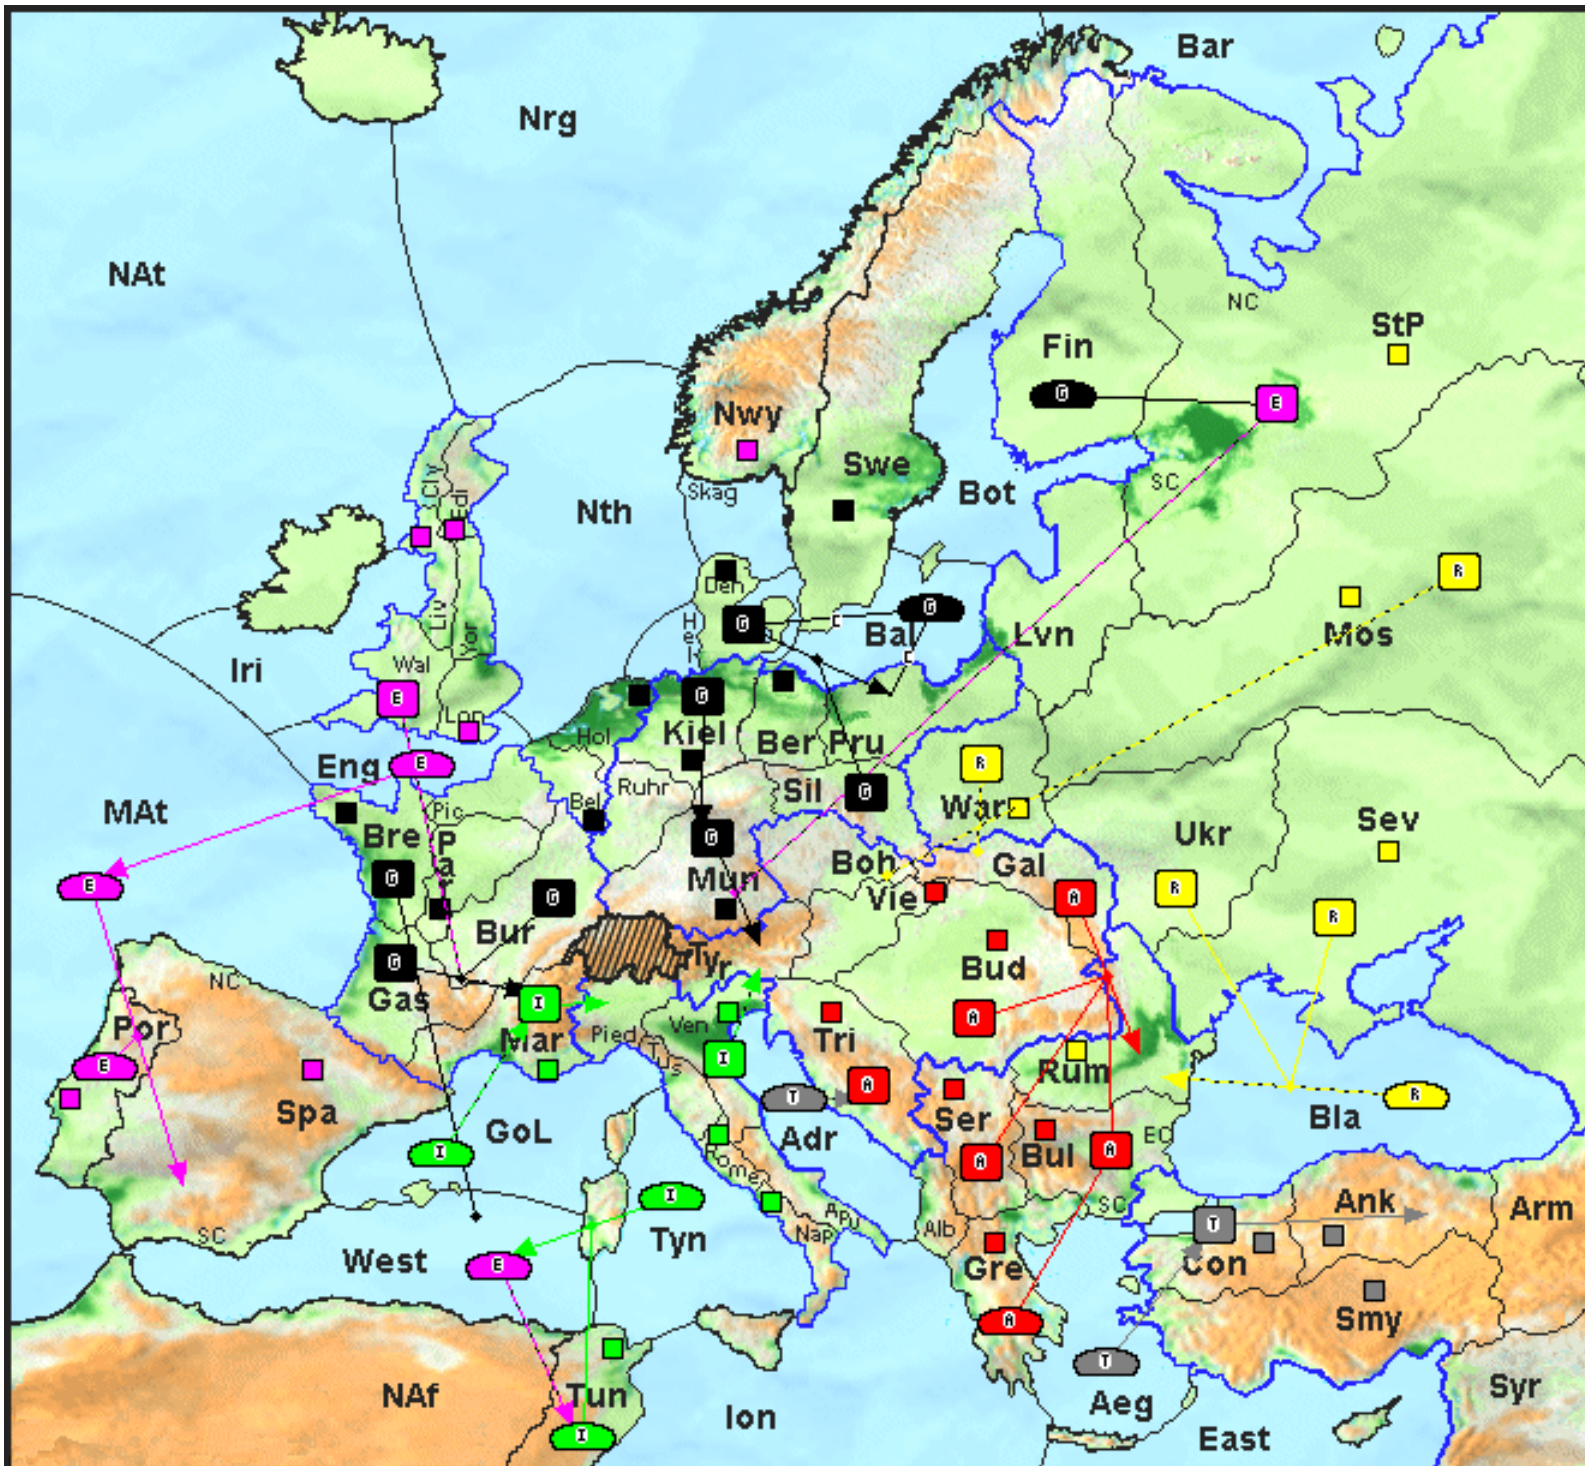 Bar
Nrg
NAt
NC
StP
Fin
G
E
Nwy
Swe
Skag
SC
Bot
Nth
Cly
Edi
R
Den
G
G
C
Bal
Lvn
Mos
Liv
Yor
Hel
C
Iri
Wal
E
Lon
G
Kiel
Hol
Ber
Pru
Eng
E
R
Ruhr
Sil
G
War
MAt
Pic
Bel
Bre
Par
G
Ukr
Sev
Boh
Gal
Mun
Vie
E
G
G
A
R
R
Bur
Tyr
Bud
G
NC
Gas
I
A
Por
Mar
Pied
Ven
Tri
Tus
I
Rum
E
A
T
Ser
R
Spa
GoL
Adr
Bla
I
Rome
A
Bul
A
EC
I
Ank
Arm
SC
Apu
SC
West
Tyn
Nap
Alb
T
E
Gre
Con
Smy
A
T
NAf
Tun
Ion
Aeg
Syr
I
East